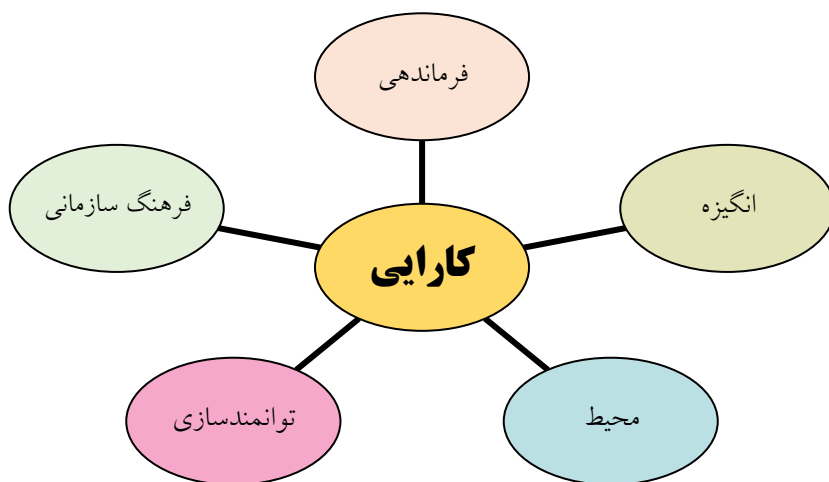 فرماندهی
انگیزه
فرهنگ سازمانی
کارایی
محیط
توانمندسازی